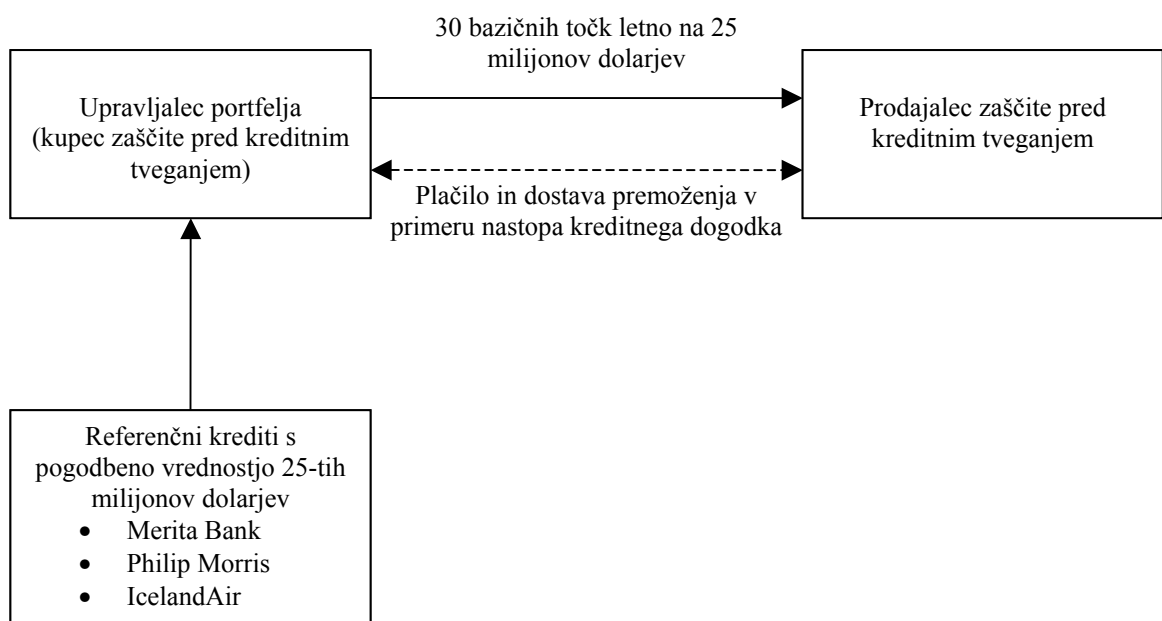 30 bazičnih točk letno na 25
milijonov dolarjev
Upravljalec portfelja
(kupec zaščite pred kreditnim
tveganjem)
Prodajalec zaščite pred
kreditnim tveganjem
Plačilo in dostava premoženja v
primeru nastopa kreditnega dogodka
Referenčni krediti s
pogodbeno vrednostjo 25-tih
milijonov dolarjev
• Merita Bank
• Philip Morris
• IcelandAir